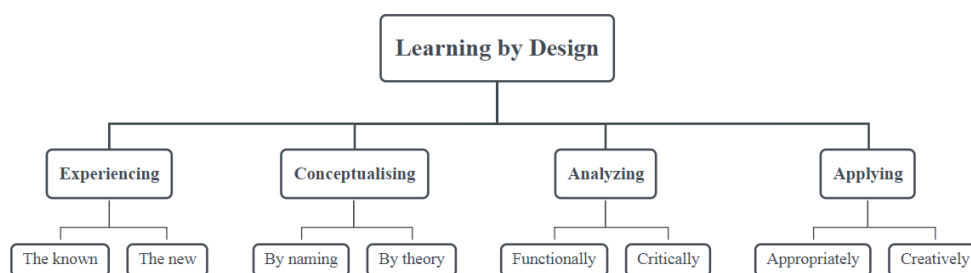 Learning by Design
Experiencing
Conceptualising
Analyzing
Applying
The known
The new
By naming
By theory
Functionally
Critically
Appropriately
Creatively